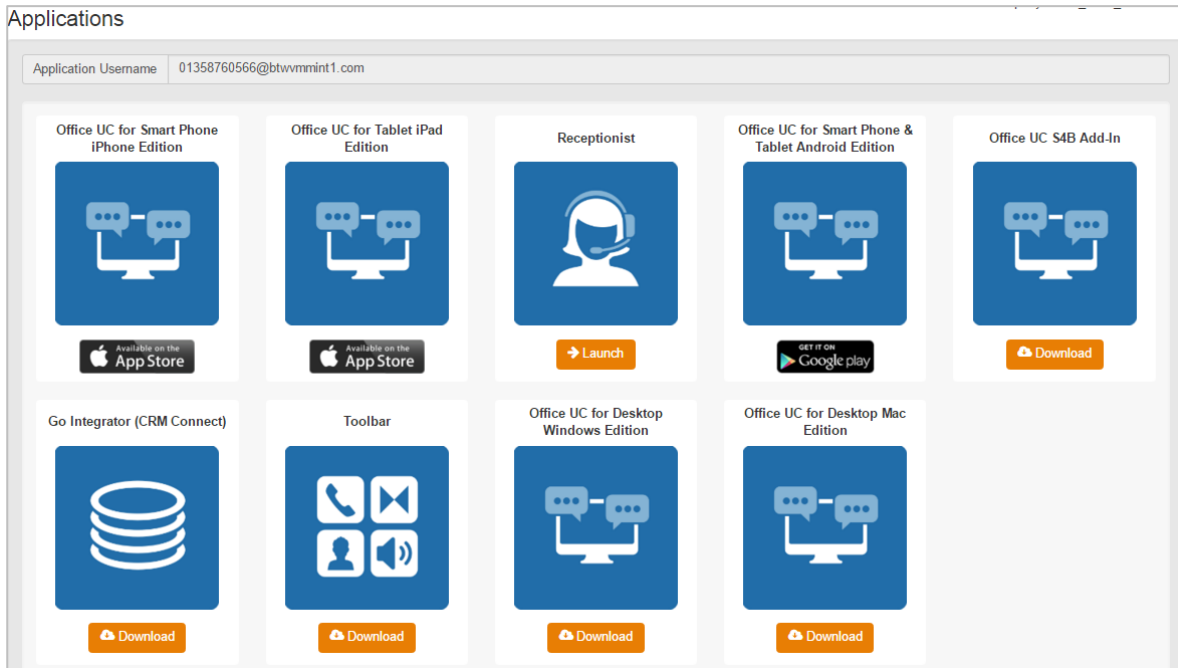 Applications
Application Username 01358760566@btwvmmint1.com
Office UC for Smart Phone
iPhone Edition
Available on the
App Store
Office UC for Tablet iPad
Edition
Available on the
App Store
Receptionist
Launch
Office UC for Smart Phone &
Tablet Android Edition
GET IT ON
Google play
Office UC S4B Add-In
Download
Go Integrator (CRM Connect)
Download
Toolbar
Download
Office UC for Desktop
Windows Edition
Download
Office UC for Desktop Mac
Edition
Download